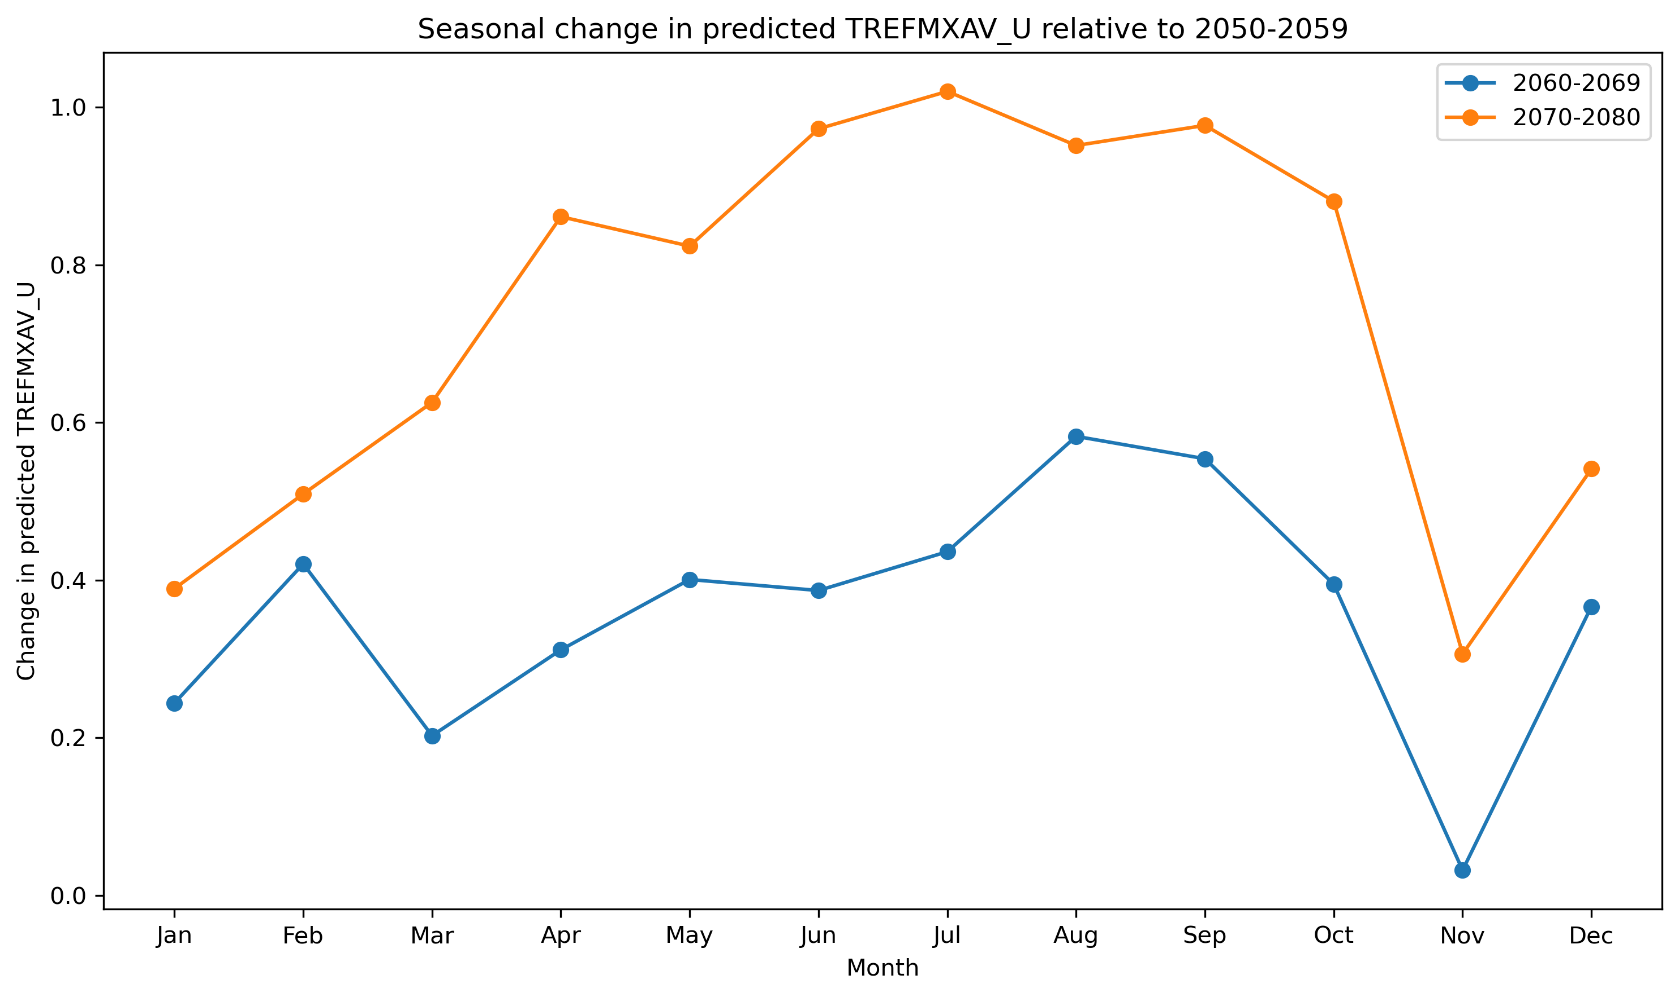 Seasonal change in predicted TREFMXAV_U relative to 2050-2059
2060-2069
2070-2080
Change in predicted TREFMXAV_U
1.0
0.8
0.6
0.4
0.2
0.0
Jan Feb Mar Apr May Jun Jul Aug Sep Oct Nov Dec
Month